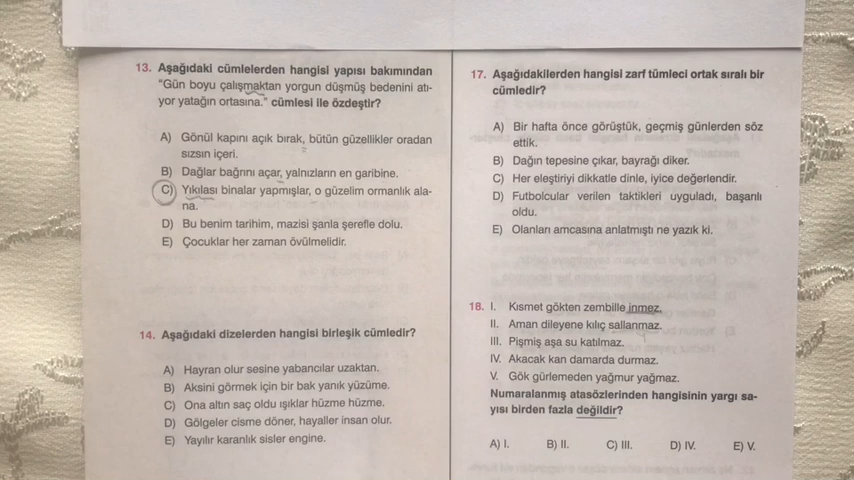 13. Aşağıdaki cümlelerden hangisi yapısı bakımından
"Gün boyu çalışmaktan yorgun düşmüş bedenini atı-
yor yatağın ortasına." cümlesi ile özdeştir?
A) Gönül kapını açık bırak, bütün güzellikler oradan
sızsın içeri.
B) Dağlar bağrını açar, yalnızların en garibine.
C) Yıkılası binalar yapmışlar, o güzelim ormanlık ala-
na.
D) Bu benim tarihim, mazisi şanla şerefle dolu.
E) Çocuklar her zaman övülmelidir.
14. Aşağıdaki dizelerden hangisi birleşik cümledir?
A) Hayran olur sesine yabancılar uzaktan.
B) Aksini görmek için bir bak yanık yüzüme.
C) Ona altın saç oldu ışıklar hüzme hüzme.
D) Gölgeler cisme döner, hayaller insan olur.
E) Yayılır karanlık sisler engine.
17. Aşağıdakilerden hangisi zarf tümleci ortak sıralı bir
cümledir?
A) Bir hafta önce görüştük, geçmiş günlerden söz
ettik.
B) Dağın tepesine çıkar, bayrağı diker.
C) Her eleştiriyi dikkatle dinle, iyice değerlendir.
D) Futbolcular verilen taktikleri uyguladı, başarılı
oldu.
E) Olanları amcasına anlatmıştı ne yazık ki.
18. I. Kısmet gökten zembille inmez.
II. Aman dileyene kılıç sallanmaz.
III. Pişmiş aşa su katılmaz.
IV. Akacak kan damarda durmaz.
V. Gök gürlemeden yağmur yağmaz.
Numaralanmış atasözlerinden hangisinin yargı sa-
yısı birden fazla değildir?
A) I. B) II. C) III. D) IV. E) V.